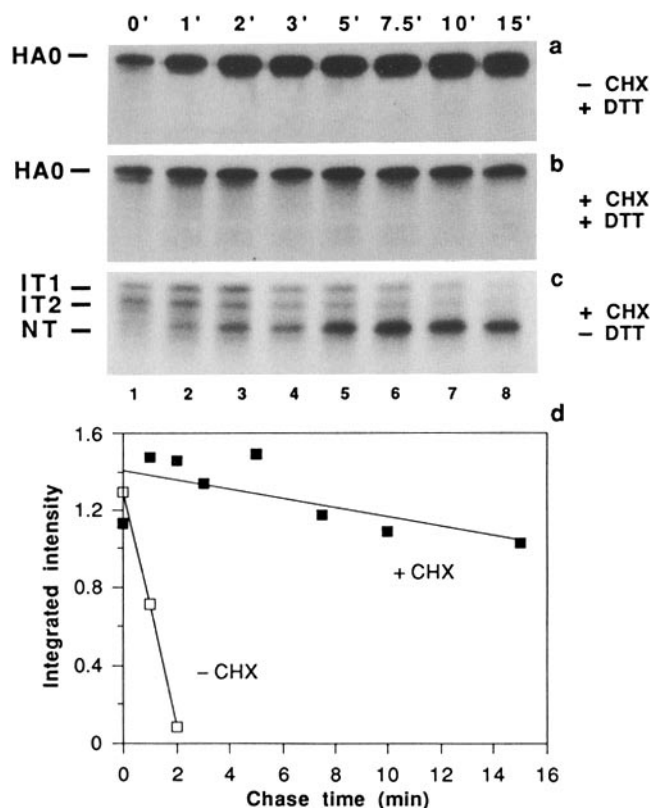 0' 1' 2' 3' 5' 7.5' 10' 15'
a
HA0 –
– CHX
+ DTT
b
HA0 –
+ CHX
+ DTT
c
IT1 –
IT2 –
NT –
+ CHX
– DTT
1 2 3 4 5 6 7 8
d
Integrated intensity
1.6
1.2
0.8
0.4
0
+ CHX
– CHX
0 2 4 6 8 10 12 14 16
Chase time (min)